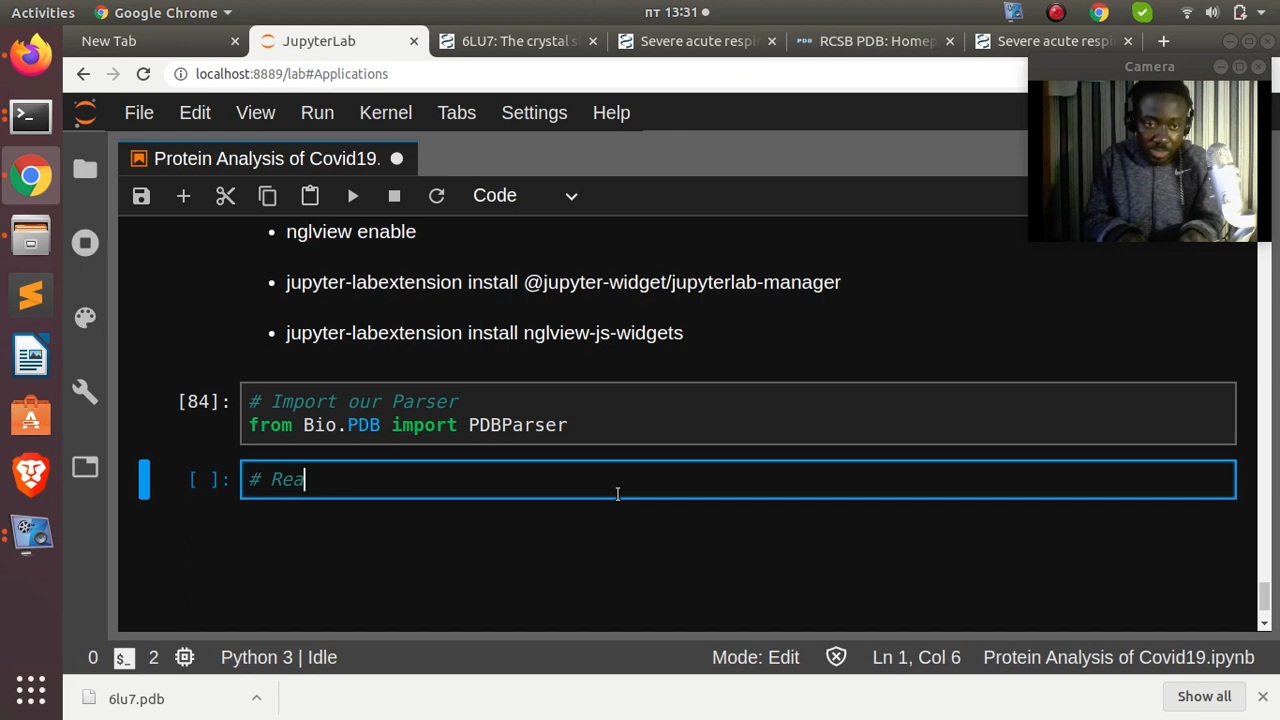 Activities Google Chrome пт 13:31
New Tab JupyterLab 6LU7: The crystal s Severe acute respi RCSB PDB: Homep Severe acute respi
localhost:8889/lab#Applications
Camera
File Edit View Run Kernel Tabs Settings Help
Protein Analysis of Covid19.
Code
nglview enable
jupyter-labextension install @jupyter-widget/jupyterlab-manager
jupyter-labextension install nglview-js-widgets
[84]: # Import our Parser
from Bio.PDB import PDBParser
[ ]: # Rea
0 $_ 2 Python 3 | Idle Mode: Edit Ln 1, Col 6 Protein Analysis of Covid19.ipynb
6lu7.pdb Show all